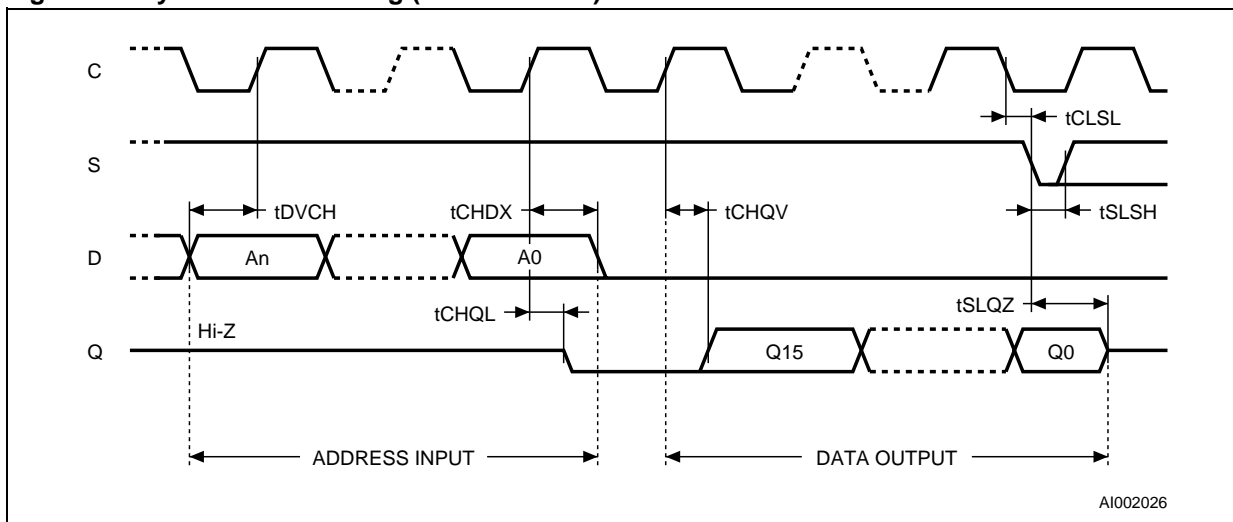 C
tCLSL
S
tDVCH
tCHDX
tCHQV
tSLSH
D
An
A0
tCHQL
tSLQZ
Hi-Z
Q
Q15
Q0
ADDRESS INPUT
DATA OUTPUT
AI002026